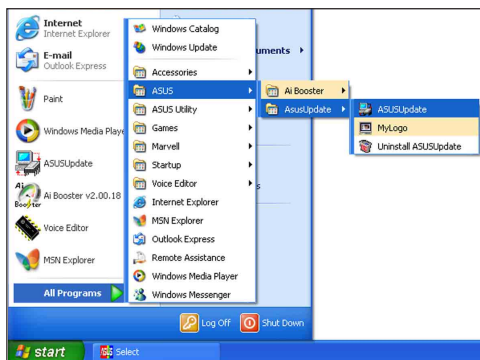 Internet
Internet Explorer
E-mail
Outlook Express
Paint
Windows Media Playe
ASUSUpdate
Ai Booster v2.00.18
Voice Editor
MSN Explorer
All Programs
Windows Catalog
Windows Update
Accessories
ASUS
ASUS Utility
Games
Marvell
Startup
Voice Editor
Internet Explorer
MSN Explorer
Outlook Express
Remote Assistance
Windows Media Player
Windows Messenger
uments
s
Ai Booster
AsusUpdate
ASUSUpdate
MyLogo
Uninstall ASUSUpdate
Log Off
Shut Down
start
Select